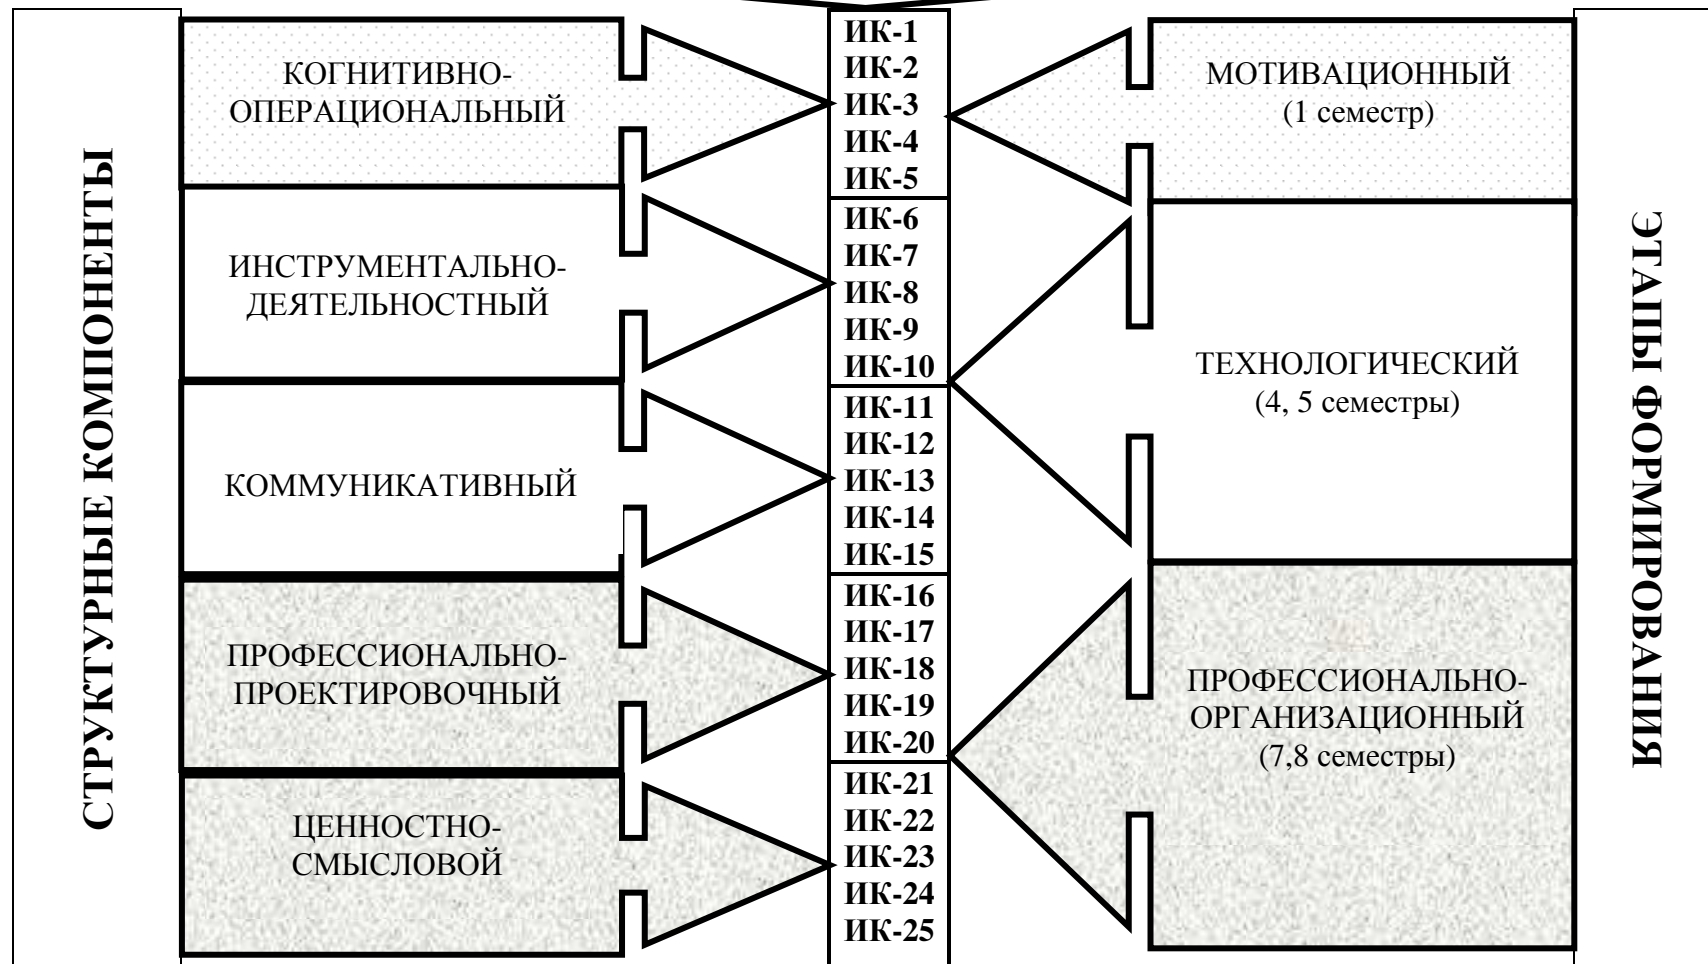 СТРУКТУРНЫЕ КОМПОНЕНТЫ
КОГНИТИВНО-
ОПЕРАЦИОНАЛЬНЫЙ
ИНСТРУМЕНТАЛЬНО-
ДЕЯТЕЛЬНОСТНЫЙ
КОММУНИКАТИВНЫЙ
ПРОФЕССИОНАЛЬНО-
ПРОЕКТИРОВОЧНЫЙ
ЦЕННОСТНО-
СМЫСЛОВОЙ
ИК-1
ИК-2
ИК-3
ИК-4
ИК-5
ИК-6
ИК-7
ИК-8
ИК-9
ИК-10
ИК-11
ИК-12
ИК-13
ИК-14
ИК-15
ИК-16
ИК-17
ИК-18
ИК-19
ИК-20
ИК-21
ИК-22
ИК-23
ИК-24
ИК-25
МОТИВАЦИОННЫЙ
(1 семестр)
ТЕХНОЛОГИЧЕСКИЙ
(4, 5 семестры)
ПРОФЕССИОНАЛЬНО-
ОРГАНИЗАЦИОННЫЙ
(7,8 семестры)
ЭТАПЫ ФОРМИРОВАНИЯ